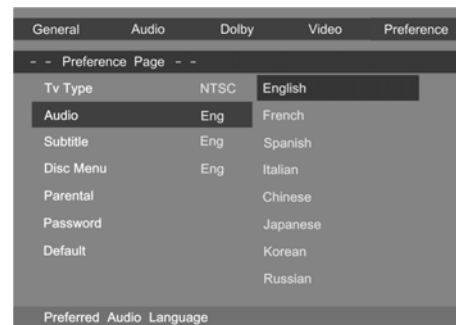 General Audio Dolby Video Preference
- - Preference Page - -
Tv Type NTSC English
Audio Eng French
Subtitle Eng Spanish
Disc Menu Eng Italian
Parental Chinese
Password Japanese
Default Korean
Russian
Preferred Audio Language